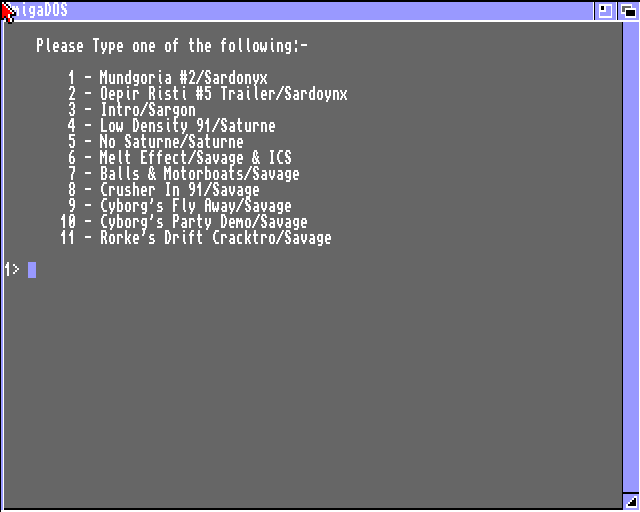 migaDOS
Please Type one of the following:-
1 - Mundgoria #2/Sardonyx
2 - Oepir Risti #5 Trailer/Sardoynx
3 - Intro/Sargon
4 - Low Density 91/Saturne
5 - No Saturne/Saturne
6 - Melt Effect/Savage & ICS
7 - Balls & Motorboats/Savage
8 - Crusher In 91/Savage
9 - Cyborg's Fly Away/Savage
10 - Cyborg's Party Demo/Savage
11 - Rorke's Drift Cracktro/Savage
1>